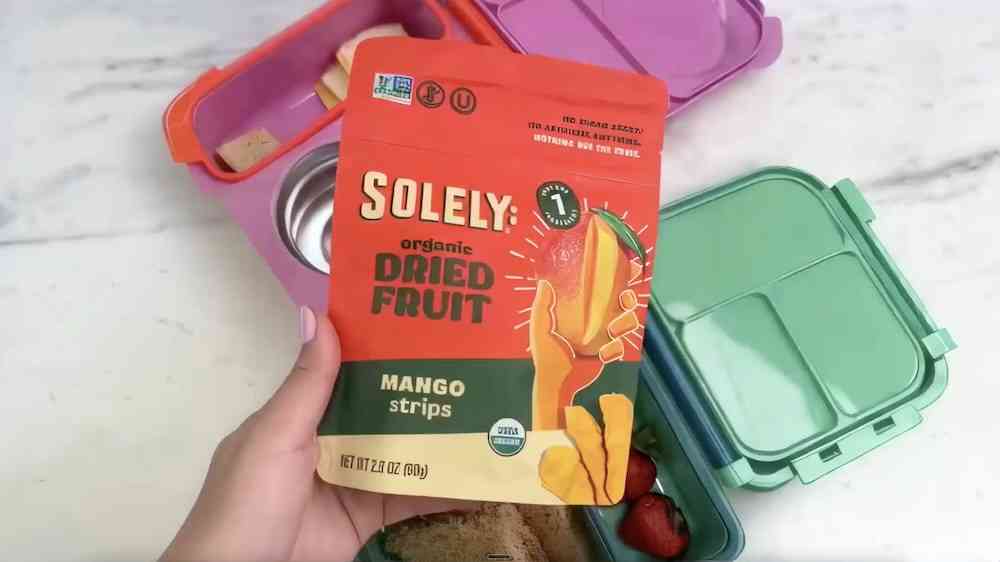 U
NO SUGAR ADDED.
NO ARTIFICIAL ANYTHING.
NOTHING BUT THE FRUIT.
SOLELY:
1
organic
DRIED
FRUIT
MANGO
strips
ORGANIC
NET WT 2.8 OZ (80g)